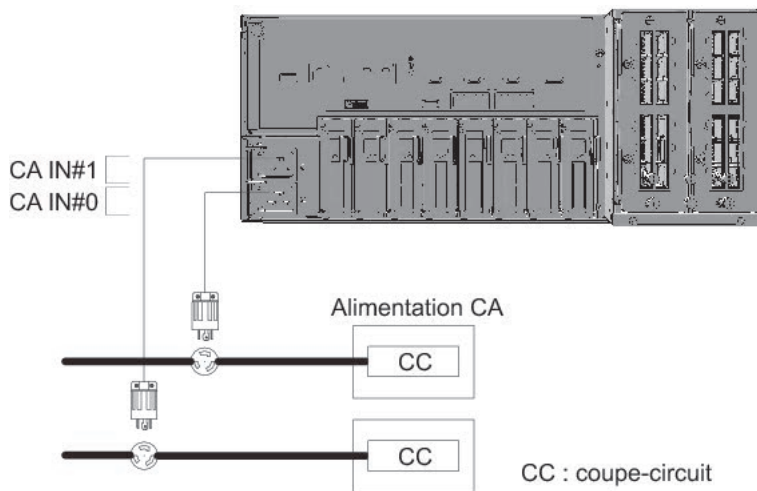 CA IN#1
CA IN#0
Alimentation CA
CC
CC
CC : coupe-circuit